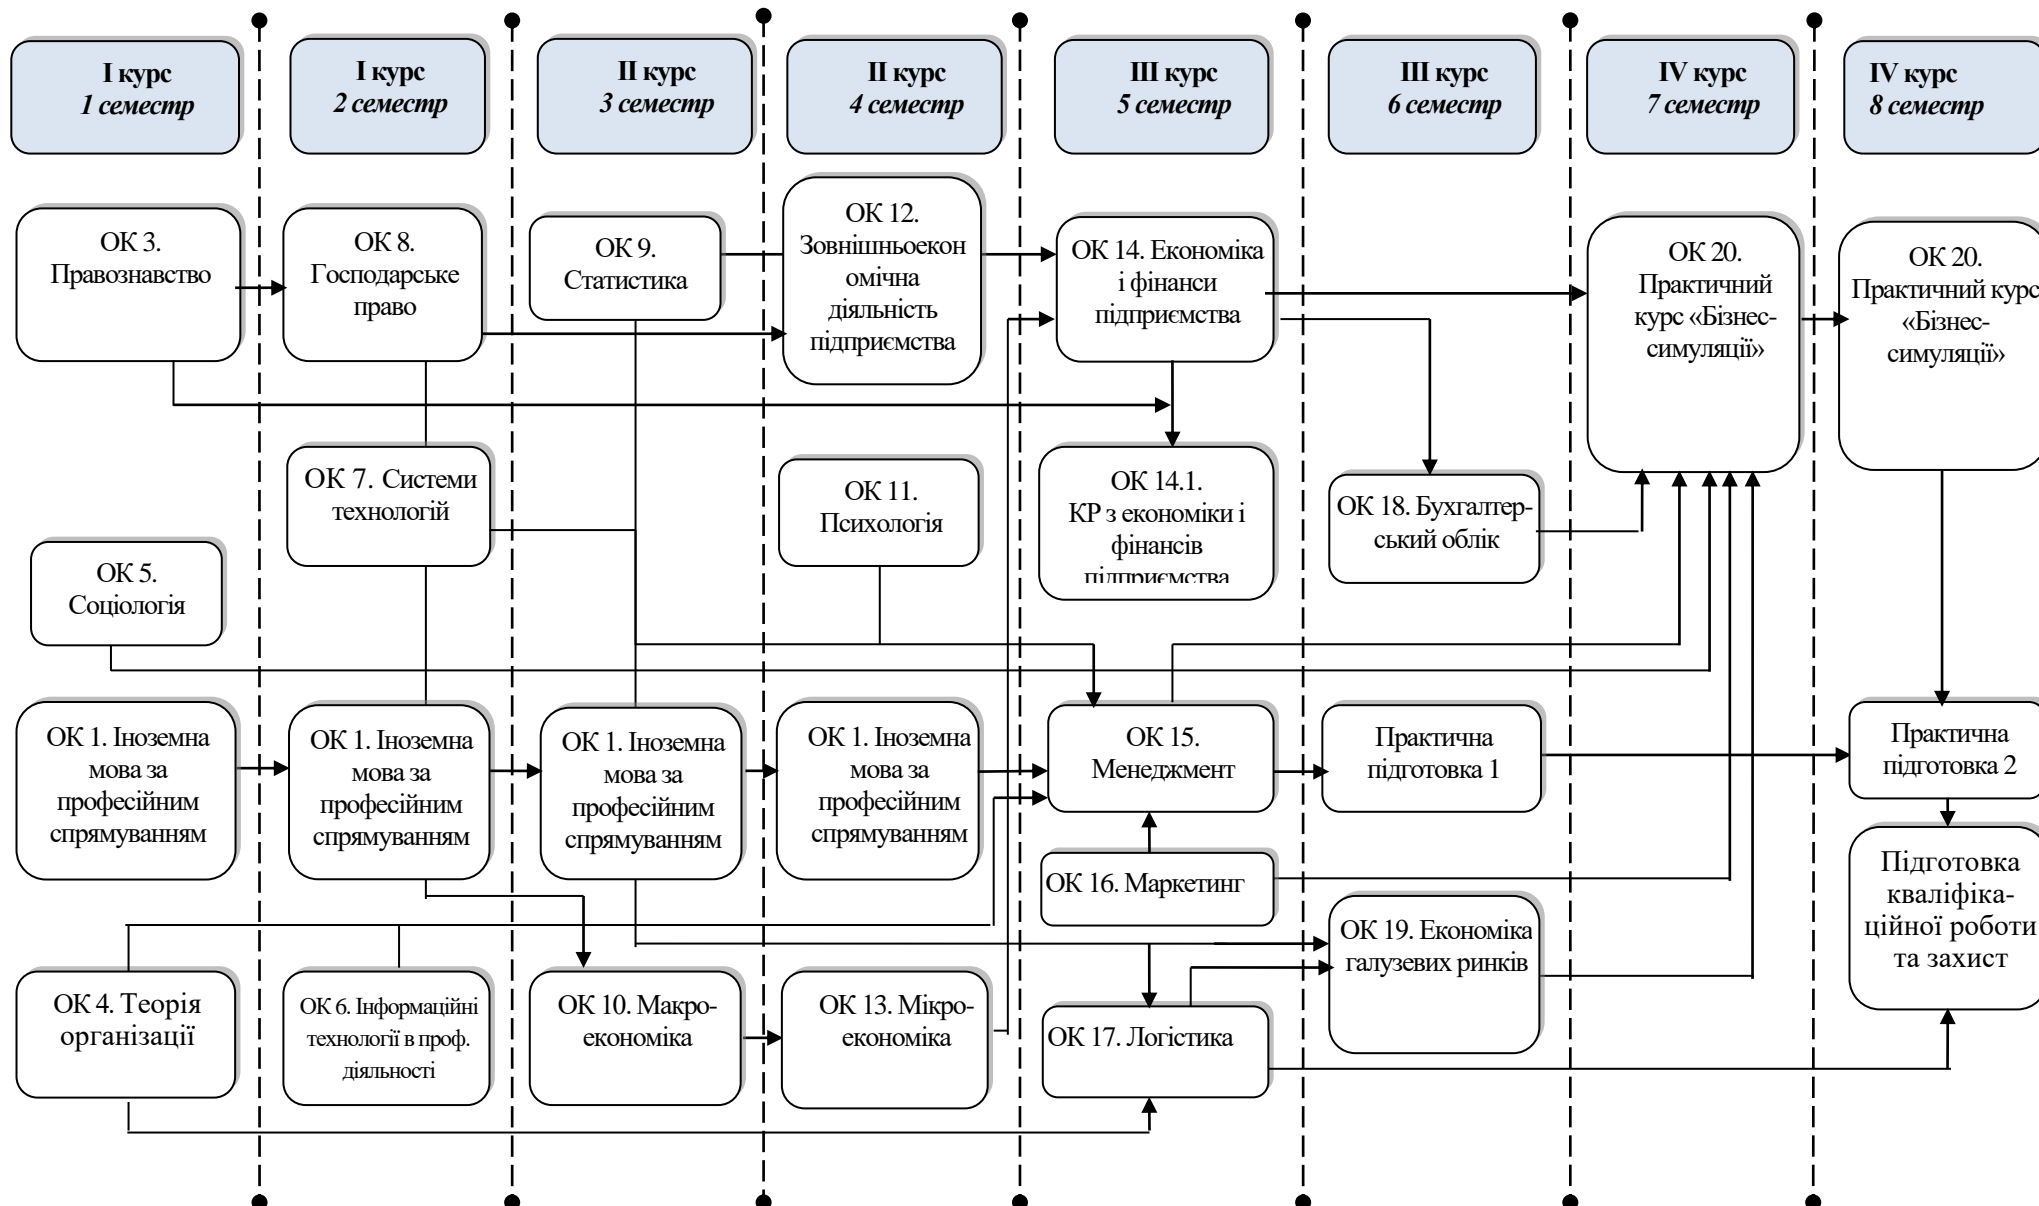 I курс
1 семестр
I курс
2 семестр
II курс
3 семестр
II курс
4 семестр
III курс
5 семестр
III курс
6 семестр
IV курс
7 семестр
IV курс
8 семестр
ОК 3.
Правознавство
ОК 8.
Господарське
право
ОК 9.
Статистика
ОК 12.
Зовнішньоекон
омічна
діяльність
підприємства
ОК 14. Економіка
і фінанси
підприємства
ОК 20.
Практичний
курс «Бізнес-
симуляції»
ОК 20.
Практичний курс
«Бізнес-
симуляції»
ОК 7. Системи
технологій
ОК 11.
Психологія
ОК 14.1.
КР з економіки і
фінансів
підприємства
ОК 18. Бухгалтер-
ський облік
ОК 5.
Соціологія
ОК 1. Іноземна
мова за
професійним
спрямуванням
ОК 1. Іноземна
мова за
професійним
спрямуванням
ОК 1. Іноземна
мова за
професійним
спрямуванням
ОК 1. Іноземна
мова за
професійним
спрямуванням
ОК 15.
Менеджмент
Практична
підготовка 1
Практична
підготовка 2
ОК 16. Маркетинг
Підготовка
кваліфіка-
ційної роботи
та захист
ОК 4. Теорія
організації
ОК 6. Інформаційні
технології в проф.
діяльності
ОК 10. Макро-
економіка
ОК 13. Мікро-
економіка
ОК 17. Логістика
ОК 19. Економіка
галузевих ринків